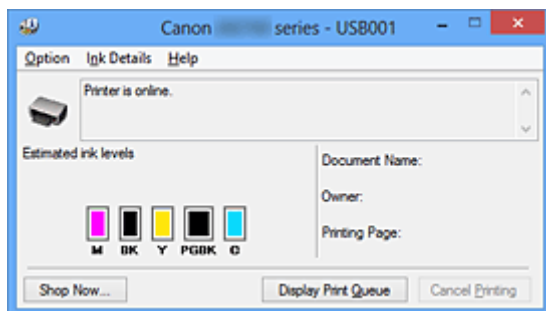 Canon series - USB001
Option Ink Details Help
Printer is online.
Estimated ink levels
Document Name:
Owner:
Printing Page:
M BK Y PGBK C
Shop Now... Display Print Queue Cancel Printing